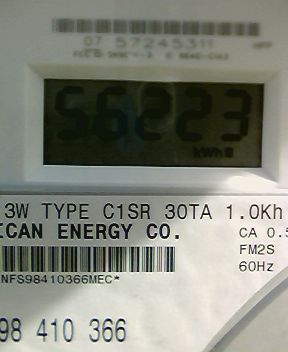 07 57245311
56223
kWh
3W TYPE C1SR 30TA 1.0Kh
ICAN ENERGY CO. CA 0.5
FM2S
60Hz
NFS98410366MEC*
98 410 366